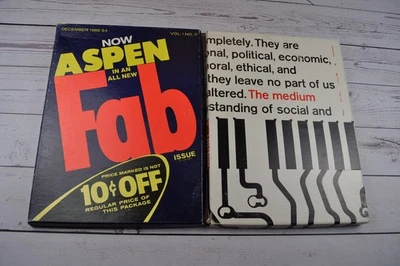 DECEMBER 1966 $4
VOL. 1 NO. 3
NOW
ASPEN
IN AN
ALL NEW
Fab
ISSUE
PRICE MARKED IS NOT
10¢ OFF
REGULAR PRICE OF
THIS PACKAGE
mpletely. They are
nal, political, economic,
oral, ethical, and
they leave no part of us
altered. The medium
standing of social and